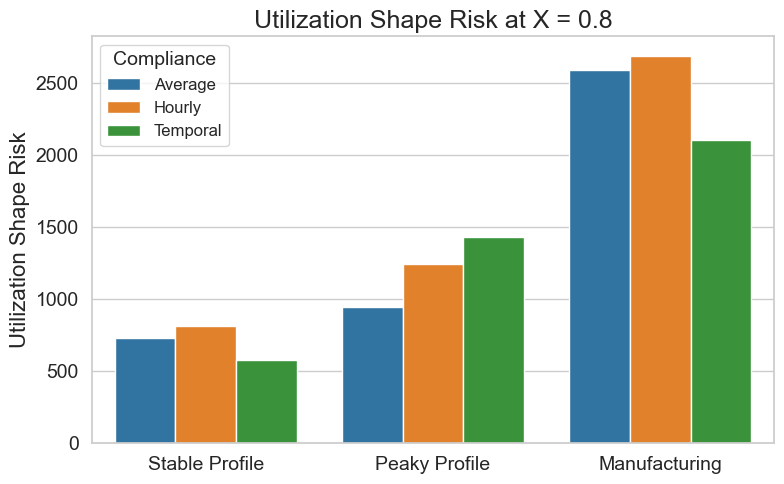 Utilization Shape Risk at X = 0.8
Compliance
Average
Hourly
Temporal
Utilization Shape Risk
2500
2000
1500
1000
500
0
Stable Profile
Peaky Profile
Manufacturing